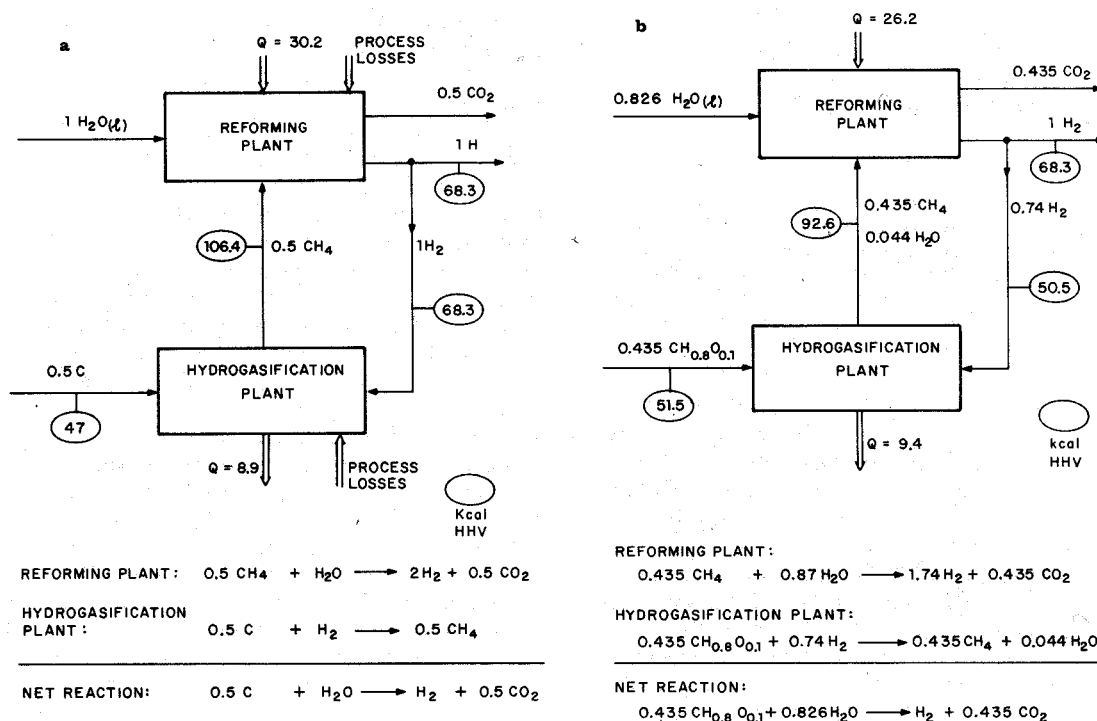 a
Q = 30.2
PROCESS
LOSSES
1 H₂O(ℓ)
REFORMING
PLANT
0.5 CO₂
1 H
68.3
106.4
0.5 CH₄
1H₂
68.3
0.5 C
47
HYDROGASIFICATION
PLANT
Q = 8.9
PROCESS
LOSSES
Kcal
HHV
REFORMING PLANT: 0.5 CH₄ + H₂O ⟶ 2H₂ + 0.5 CO₂
HYDROGASIFICATION
PLANT: 0.5 C + H₂ ⟶ 0.5 CH₄
NET REACTION: 0.5 C + H₂O ⟶ H₂ + 0.5 CO₂
b
Q = 26.2
0.826 H₂O(ℓ)
REFORMING
PLANT
0.435 CO₂
1 H₂
68.3
92.6
0.435 CH₄
0.044 H₂O
0.74 H₂
50.5
0.435 CH₀.₈O₀.₁
51.5
HYDROGASIFICATION
PLANT
Q = 9.4
kcal
HHV
REFORMING PLANT:
0.435 CH₄ + 0.87 H₂O ⟶ 1.74 H₂ + 0.435 CO₂
HYDROGASIFICATION PLANT:
0.435 CH₀.₈O₀.₁ + 0.74 H₂ ⟶ 0.435 CH₄ + 0.044 H₂O
NET REACTION:
0.435 CH₀.₈O₀.₁ + 0.826H₂O ⟶ H₂ + 0.435 CO₂